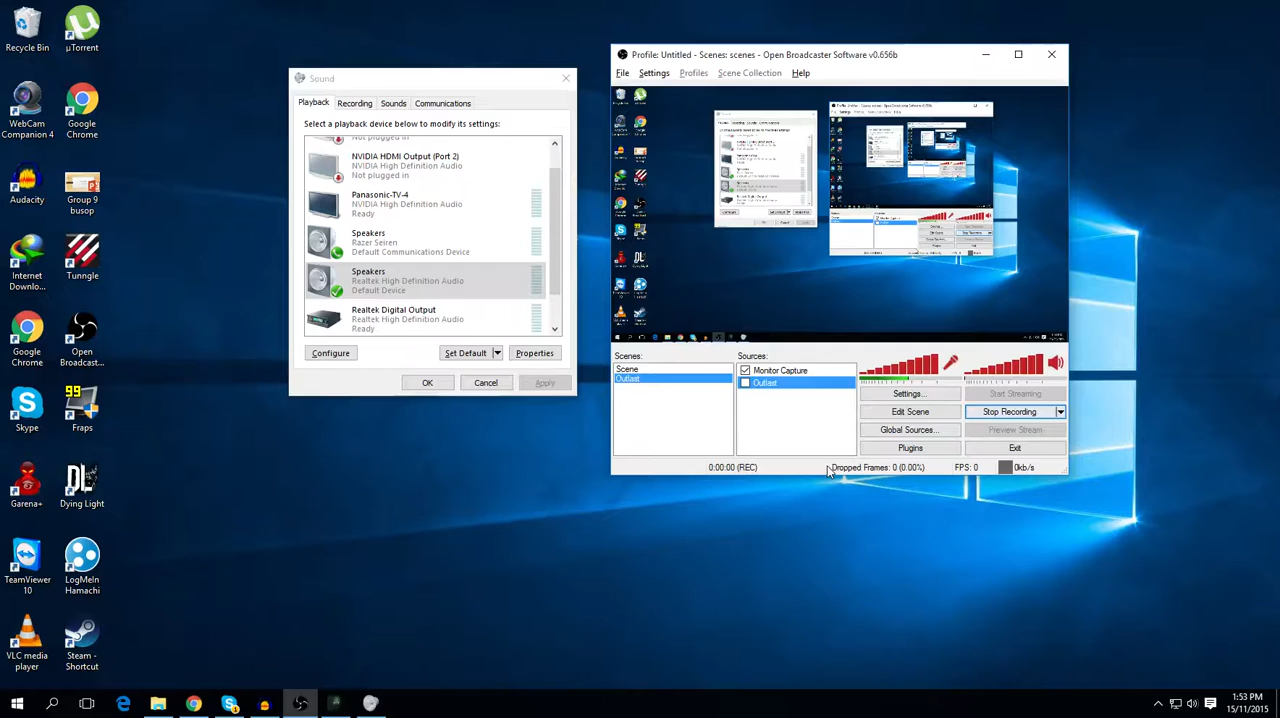 Recycle Bin
µTorrent
WebCam
Companio...
Google
Chrome
Internet
Downlo...
Tunngle
Google
Chrome
Open
Broadcast...
99
Skype
Fraps
Garena+
Dying Light
TeamViewer
10
LogMeIn
Hamachi
VLC media
player
Steam -
Shortcut
Sound
Playback
Recording
Sounds
Communications
Select a playback device below to modify its settings:
Not plugged in
NVIDIA HDMI Output (Port 2)
NVIDIA High Definition Audio
Not plugged in
Panasonic-TV-4
NVIDIA High Definition Audio
Ready
Speakers
Razer Seiren
Default Communications Device
Speakers
Realtek High Definition Audio
Default Device
Realtek Digital Output
Realtek High Definition Audio
Ready
Configure
Set Default
Properties
OK
Cancel
Apply
Profile: Untitled - Scenes: scenes - Open Broadcaster Software v0.656b
File
Settings
Profiles
Scene Collection
Help
Scenes:
Scene
Outlast
Sources:
Monitor Capture
Outlast
Settings...
Start Streaming
Edit Scene
Stop Recording
Global Sources...
Preview Stream
Plugins
Exit
0:00:00 (REC)
Dropped Frames: 0 (0.00%)
FPS: 0
0kb/s
1:53 PM
15/11/2015